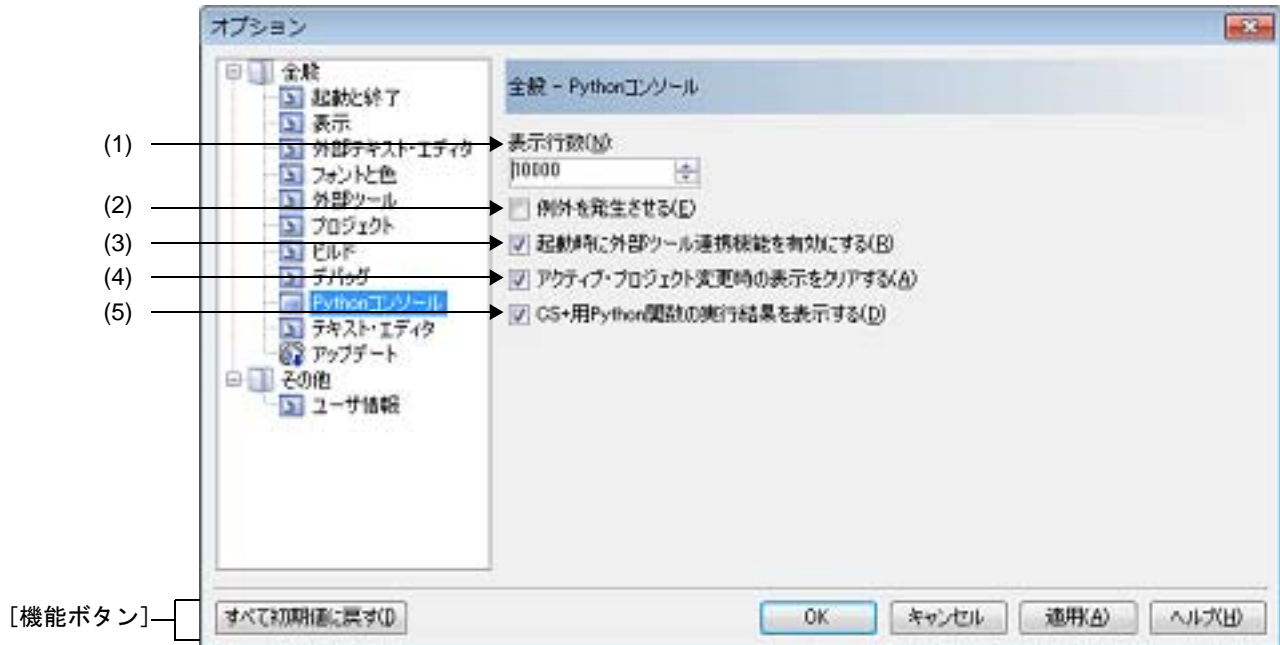 オプション
全般
起動と終了
表示
外部テキスト・エディタ
フォントと色
外部ツール
プロジェクト
ビルド
デバッグ
Pythonコンソール
テキスト・エディタ
アップデート
その他
ユーザ情報
全般 - Pythonコンソール
(1)
表示行数(N):
10000
(2)
例外を発生させる(E)
(3)
起動時に外部ツール連携機能を有効にする(R)
(4)
アクティブ・プロジェクト変更時の表示をクリアする(A)
(5)
CS+用Python関数の実行結果を表示する(D)
[機能ボタン]
すべて初期値に戻す(I)
OK
キャンセル
適用(A)
ヘルプ(H)